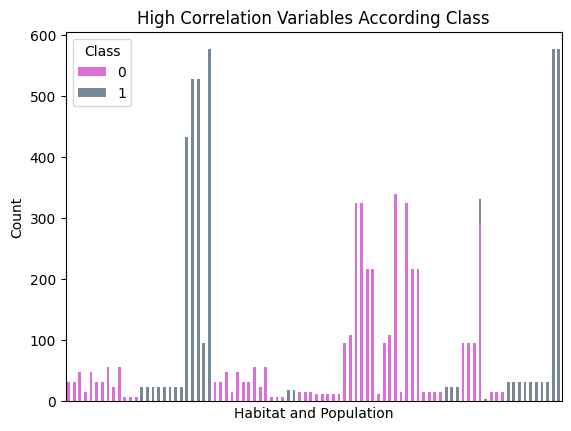 High Correlation Variables According Class
600
500
400
300
200
100
0
Count
Class
0
1
Habitat and Population